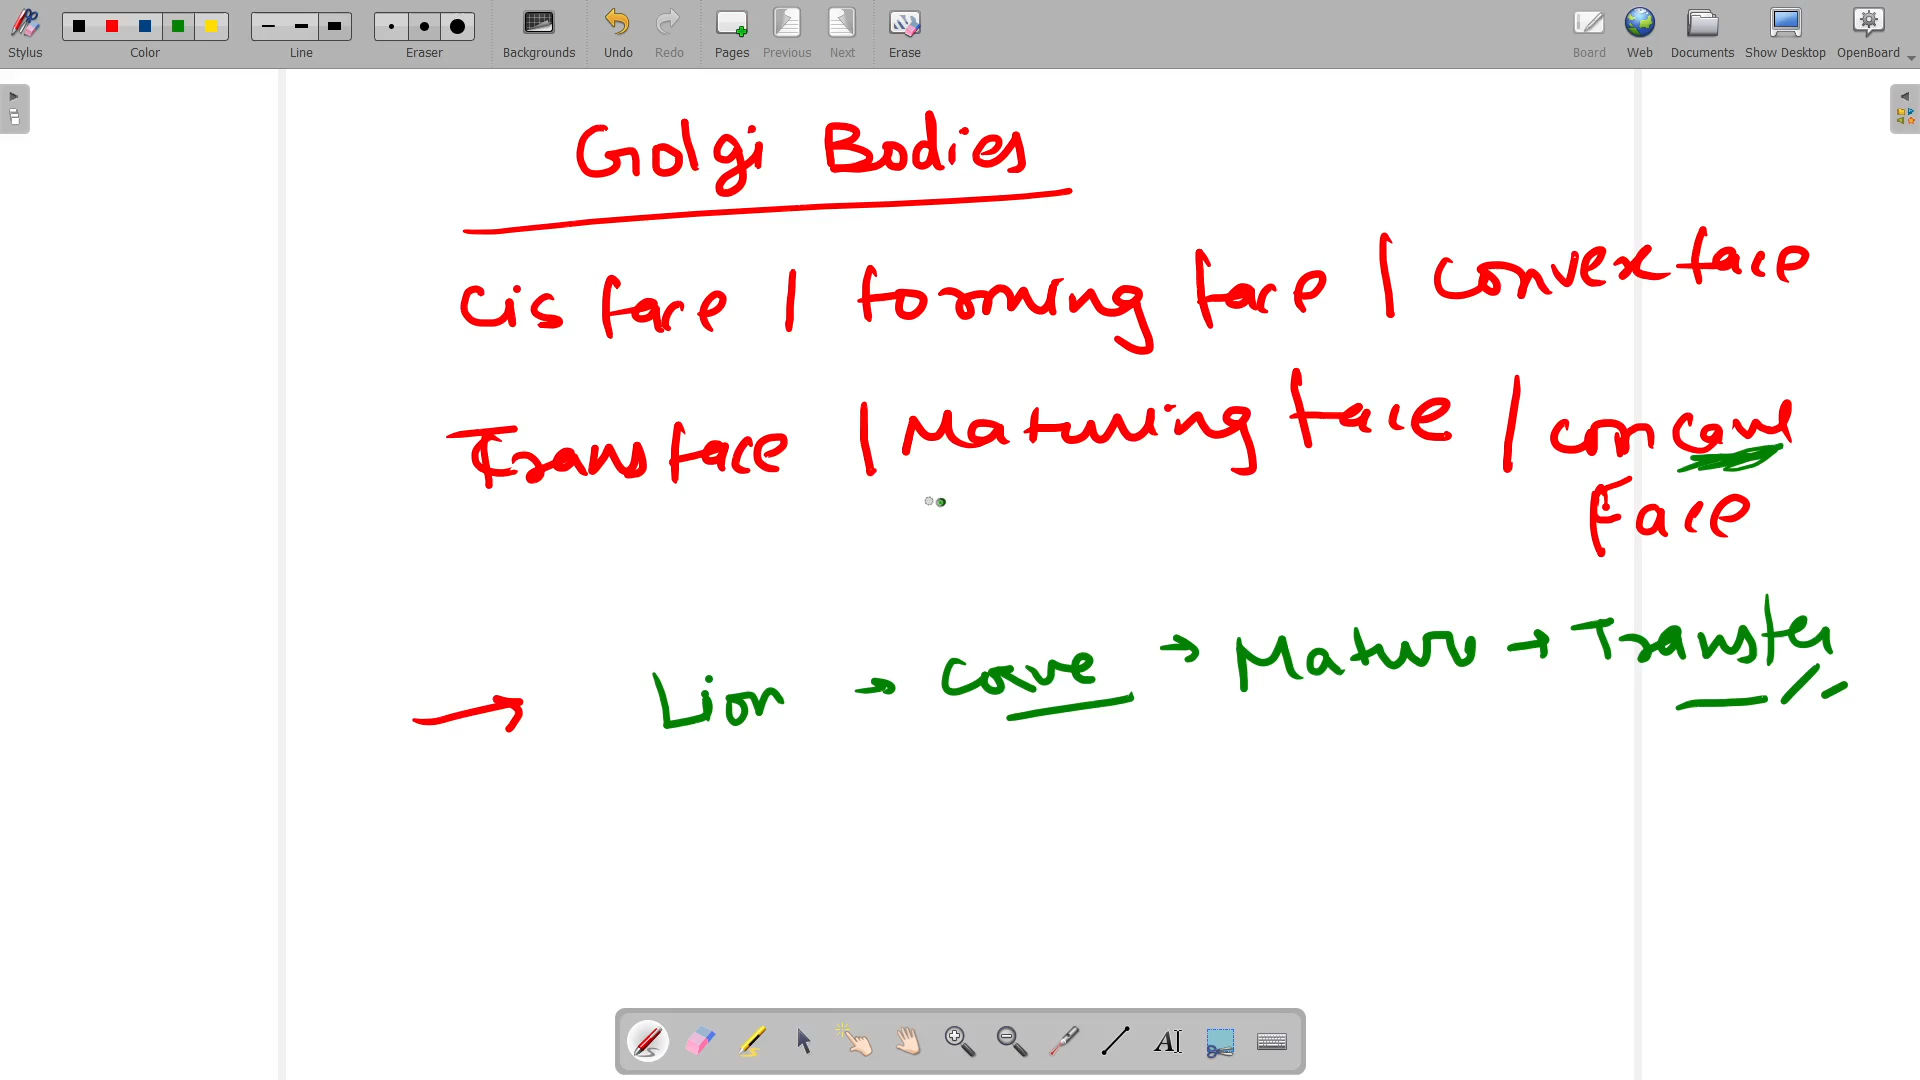 Stylus Color Line Eraser Backgrounds Undo Redo Pages Previous Next Erase Board Web Documents Show Desktop OpenBoard
Golgi Bodies
Cis face | forming face | convex face
Trans face | Maturing face | concave
Face
Lion → Cave → Mature → Transfer